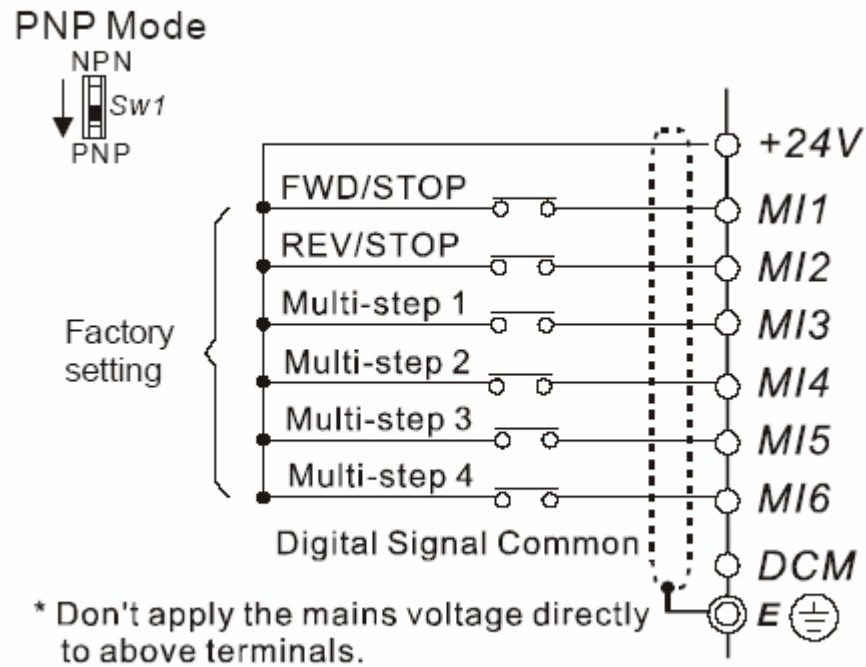 PNP Mode
NPN
Sw1
PNP
+24V
FWD/STOP
MI1
REV/STOP
MI2
Multi-step 1
MI3
Factory
setting
Multi-step 2
MI4
Multi-step 3
MI5
Multi-step 4
MI6
Digital Signal Common
DCM
E
* Don't apply the mains voltage directly
to above terminals.